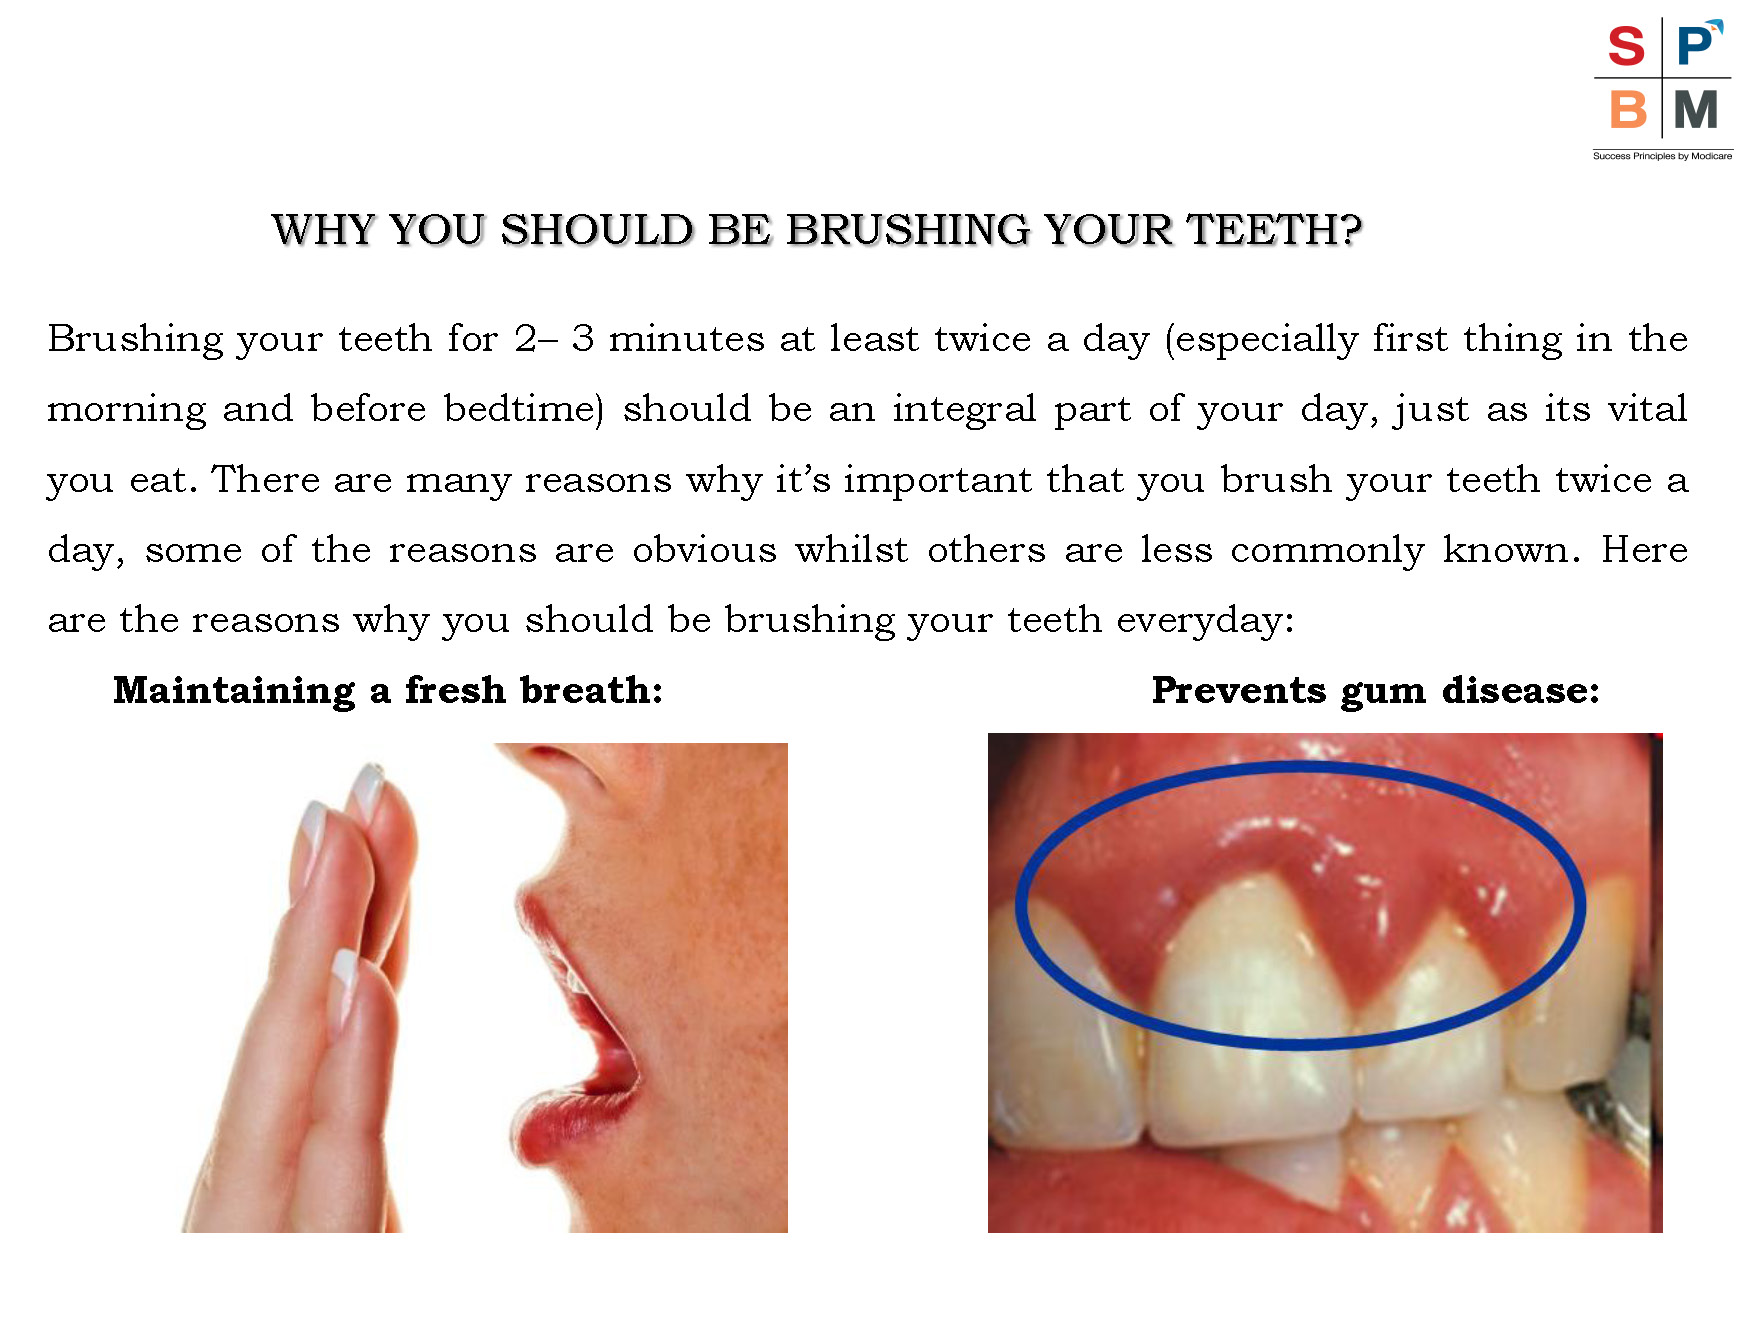 S P
B M
Success Principles by Modicare
WHY YOU SHOULD BE BRUSHING YOUR TEETH?
Brushing your teeth for 2– 3 minutes at least twice a day (especially first thing in the
morning and before bedtime) should be an integral part of your day, just as its vital
you eat. There are many reasons why it’s important that you brush your teeth twice a
day, some of the reasons are obvious whilst others are less commonly known. Here
are the reasons why you should be brushing your teeth everyday:
Maintaining a fresh breath:
Prevents gum disease: